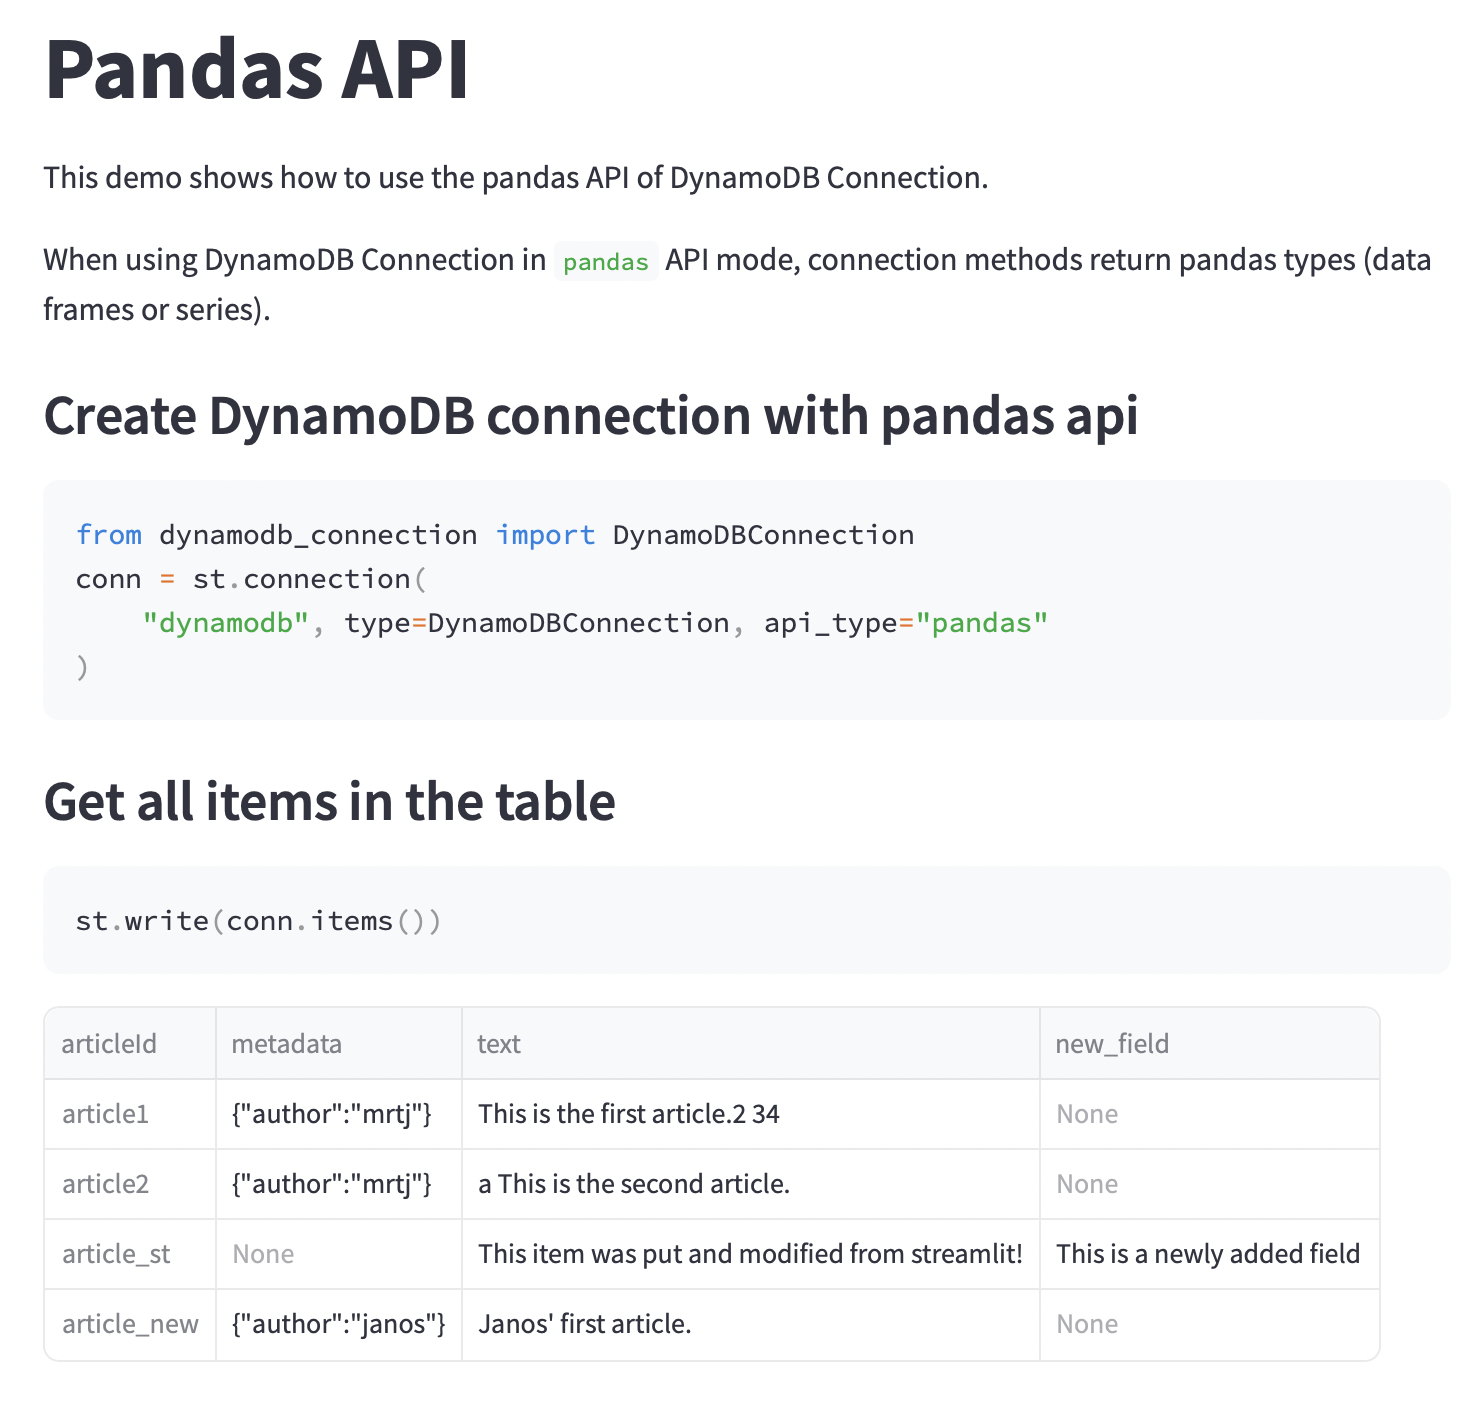 Pandas API
This demo shows how to use the pandas API of DynamoDB Connection.
When using DynamoDB Connection in pandas API mode, connection methods return pandas types (data
frames or series).
Create DynamoDB connection with pandas api
from dynamodb_connection import DynamoDBConnection
conn = st.connection(
    "dynamodb", type=DynamoDBConnection, api_type="pandas"
)
Get all items in the table
st.write(conn.items())
articleId metadata text new_field
article1 {"author":"mrtj"} This is the first article.2 34 None
article2 {"author":"mrtj"} a This is the second article. None
article_st None This item was put and modified from streamlit! This is a newly added field
article_new {"author":"janos"} Janos' first article. None